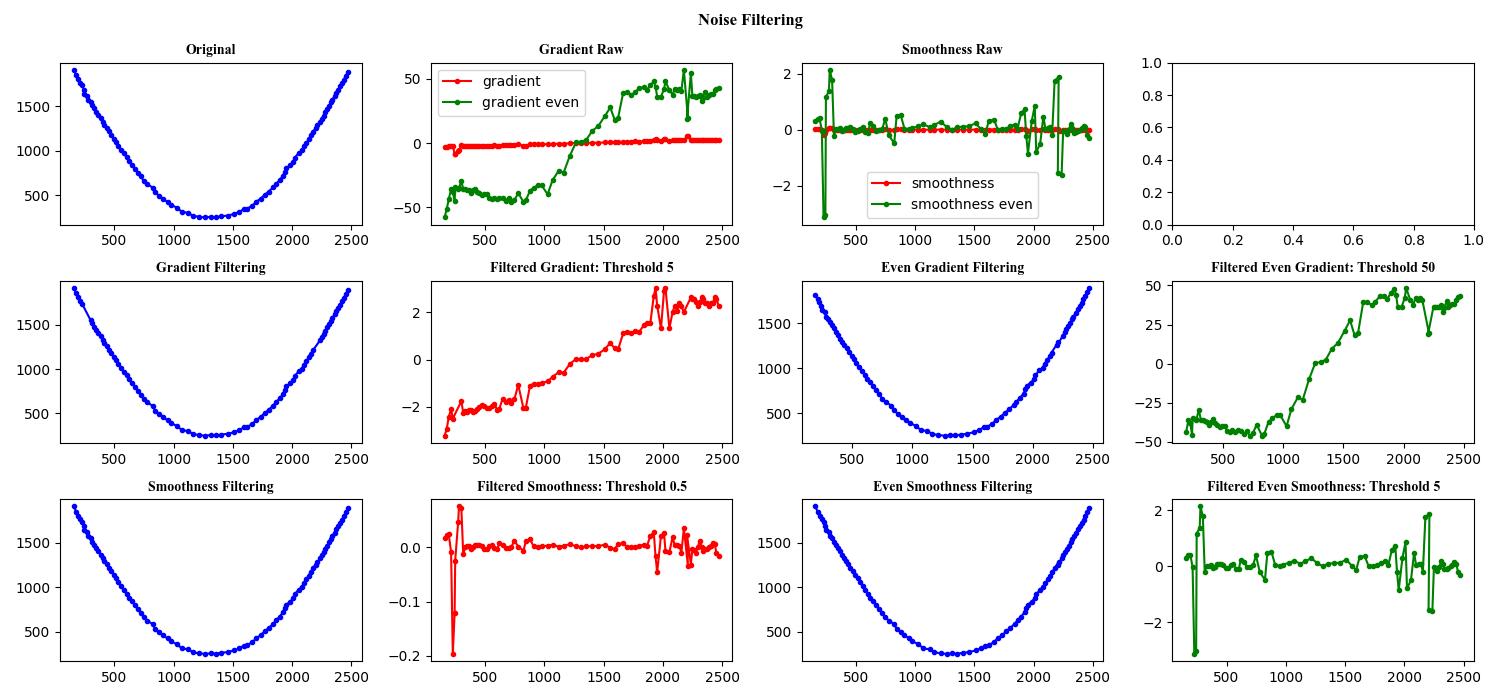 Noise Filtering
Original
1500
1000
500
500 1000 1500 2000 2500
Gradient Raw
50
0
−50
gradient
gradient even
500 1000 1500 2000 2500
Smoothness Raw
2
0
−2
smoothness
smoothness even
500 1000 1500 2000 2500
1.0
0.8
0.6
0.4
0.2
0.0
0.0 0.2 0.4 0.6 0.8 1.0
Gradient Filtering
1500
1000
500
500 1000 1500 2000 2500
Filtered Gradient: Threshold 5
2
0
−2
500 1000 1500 2000 2500
Even Gradient Filtering
1500
1000
500
500 1000 1500 2000 2500
Filtered Even Gradient: Threshold 50
50
25
0
−25
−50
500 1000 1500 2000 2500
Smoothness Filtering
1500
1000
500
500 1000 1500 2000 2500
Filtered Smoothness: Threshold 0.5
0.0
−0.1
−0.2
500 1000 1500 2000 2500
Even Smoothness Filtering
1500
1000
500
500 1000 1500 2000 2500
Filtered Even Smoothness: Threshold 5
2
0
−2
500 1000 1500 2000 2500